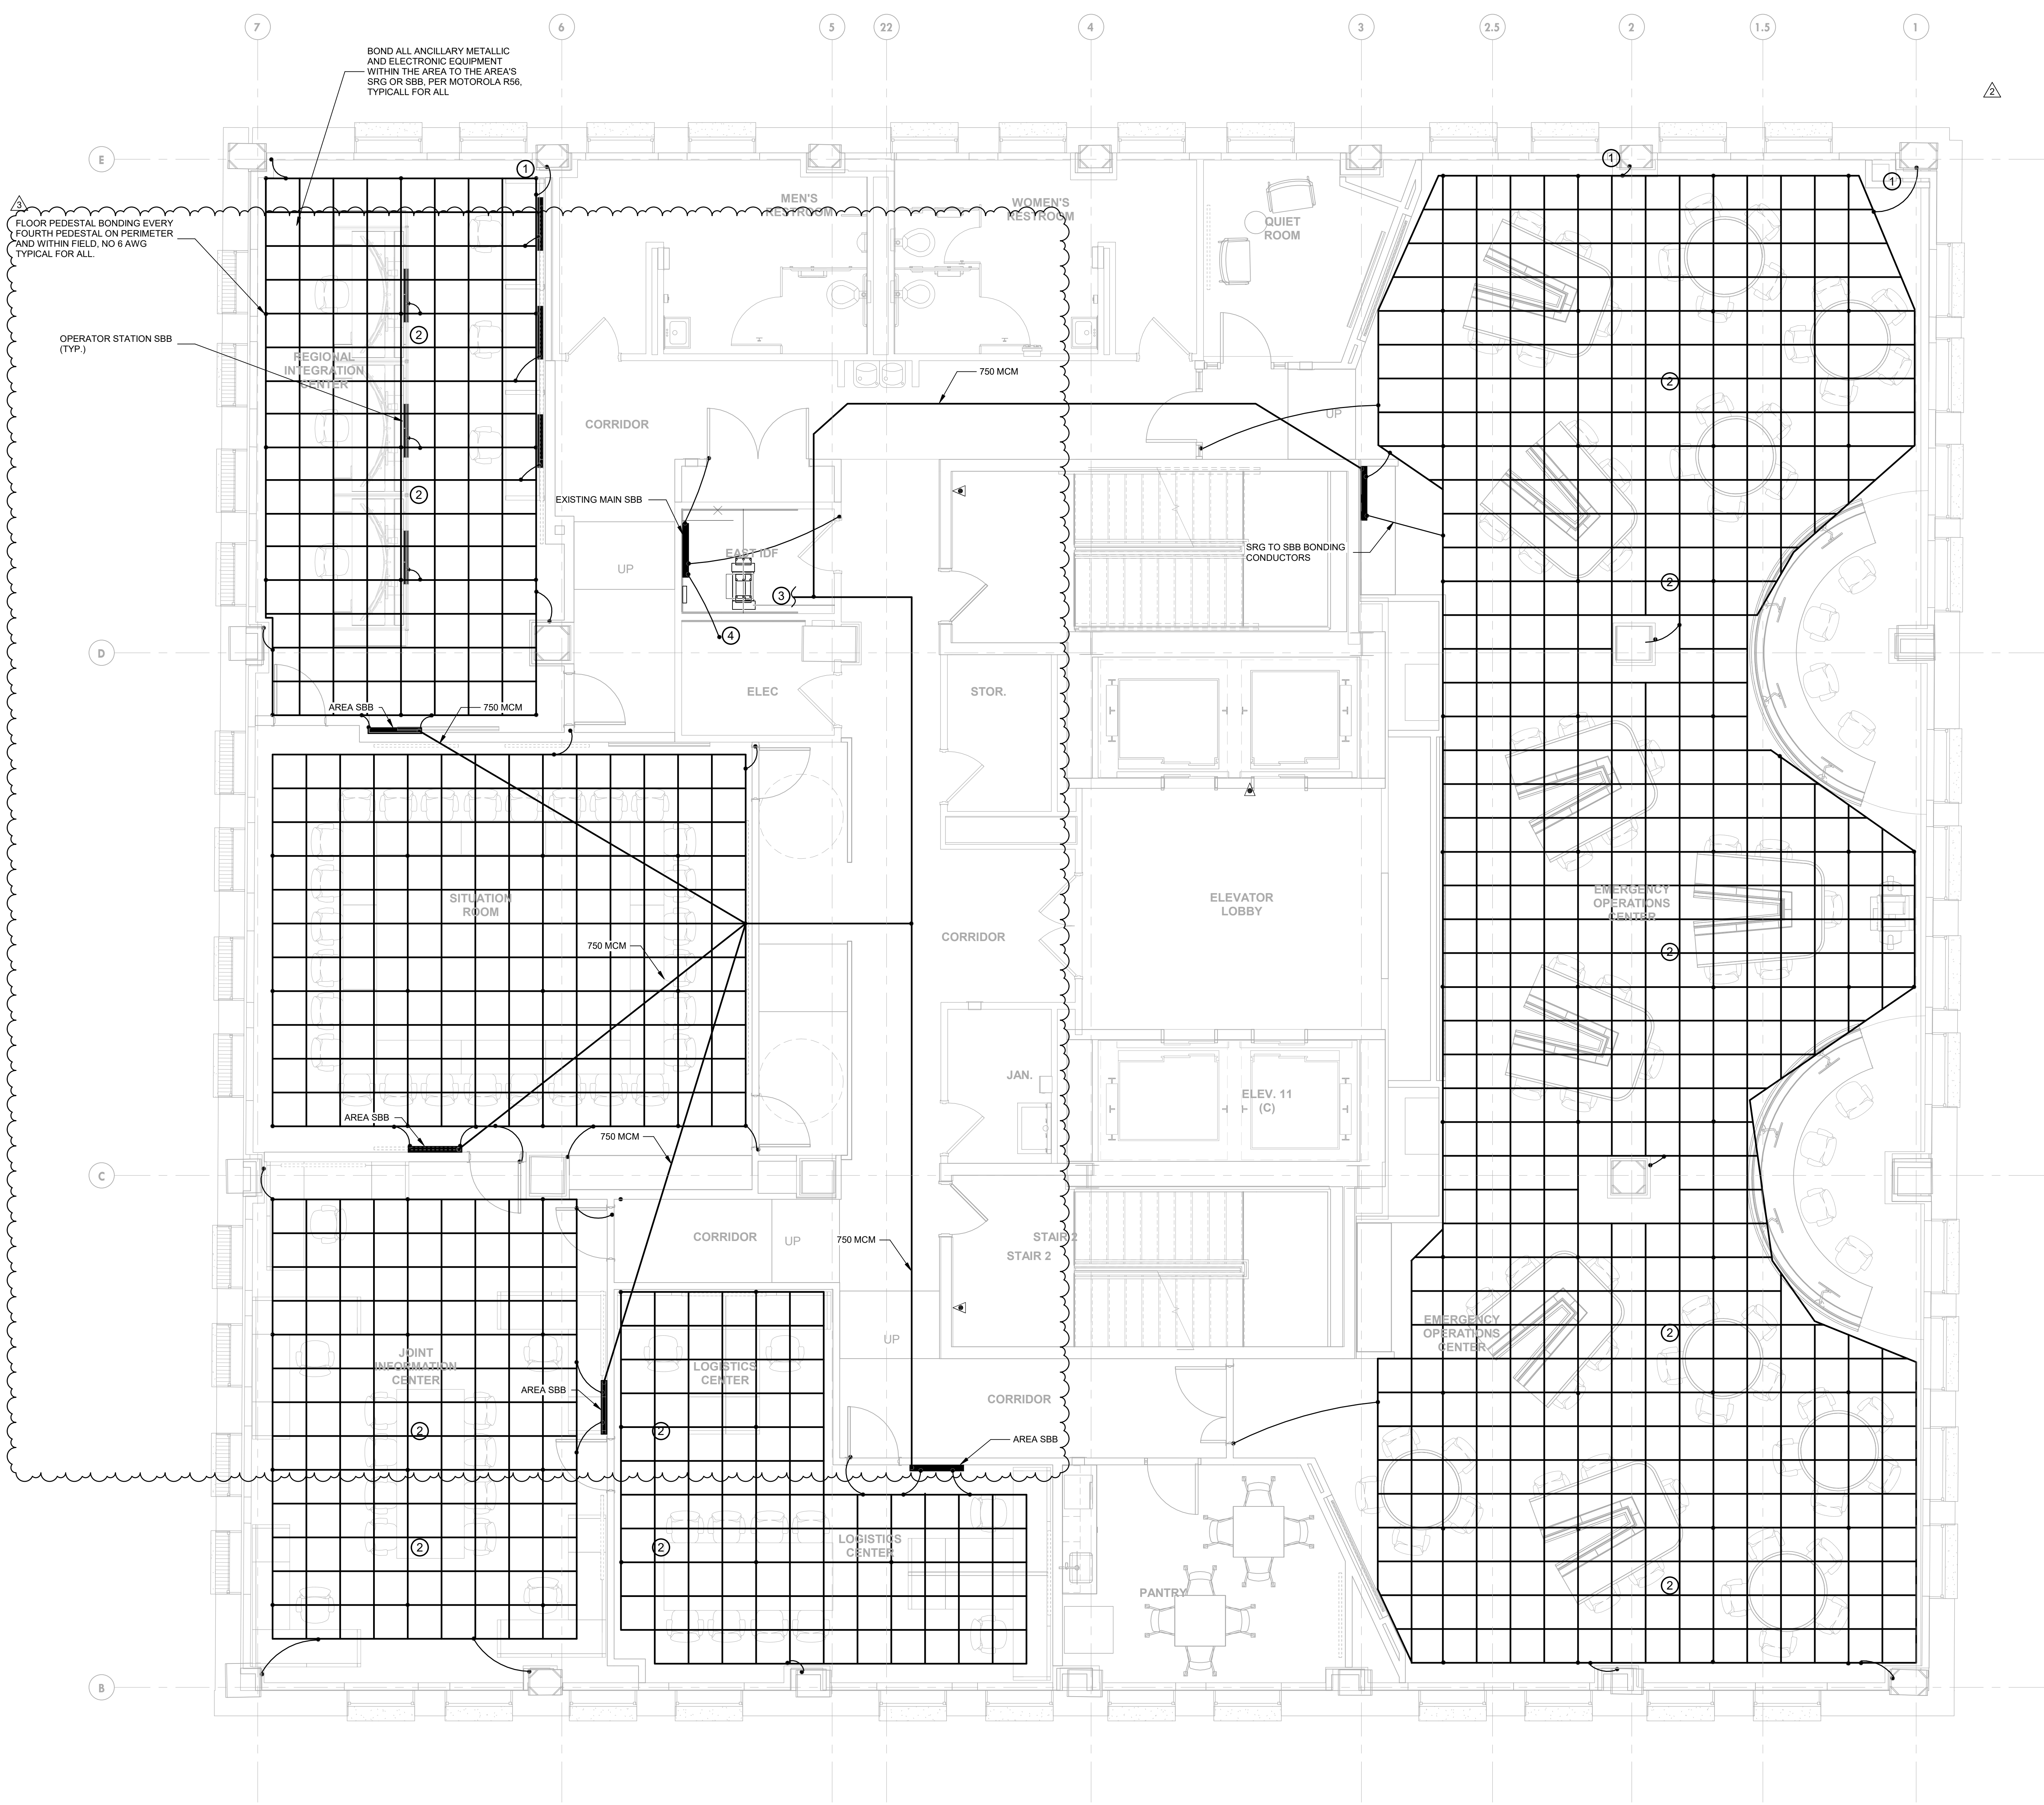 7
6
5
22
4
3
2.5
2
1.5
1
BOND ALL ANCILLARY METALLIC
AND ELECTRONIC EQUIPMENT
WITHIN THE AREA TO THE AREA'S
SRG OR SBB, PER MOTOROLA R56,
TYPICALL FOR ALL
2
E
1
1
1
3
FLOOR PEDESTAL BONDING EVERY
FOURTH PEDESTAL ON PERIMETER
AND WITHIN FIELD, NO 6 AWG
TYPICAL FOR ALL.
MEN'S
RESTROOM
WOMEN'S
RESTROOM
QUIET
ROOM
OPERATOR STATION SBB
(TYP.)
2
REGIONAL
INTEGRATION
CENTER
750 MCM
2
CORRIDOR
UP
2
EXISTING MAIN SBB
EAST IDF
SRG TO SBB BONDING
CONDUCTORS
UP
3
2
4
D
ELEC
STOR.
AREA SBB
750 MCM
SITUATION
ROOM
ELEVATOR
LOBBY
EMERGENCY
OPERATIONS
CENTER
750 MCM
CORRIDOR
2
JAN.
ELEV. 11
(C)
AREA SBB
750 MCM
C
CORRIDOR
UP
750 MCM
STAIR 2
STAIR 2
UP
EMERGENCY
OPERATIONS
CENTER
2
JOINT
INFORMATION
CENTER
LOGISTICS
CENTER
AREA SBB
CORRIDOR
2
2
AREA SBB
2
2
LOGISTICS
CENTER
PANTRY
2
B